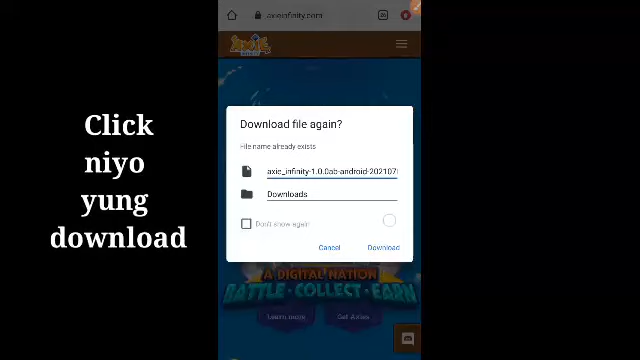 Click
niyo
yung
download
axieinfinity.com
AXIE
Download file again?
File name already exists
axie_infinity-1.0.0ab-android-202107
Downloads
Don't show again
Cancel
Download
A DIGITAL NATION
BATTLE·COLLECT·EARN
Learn more
Get Axies